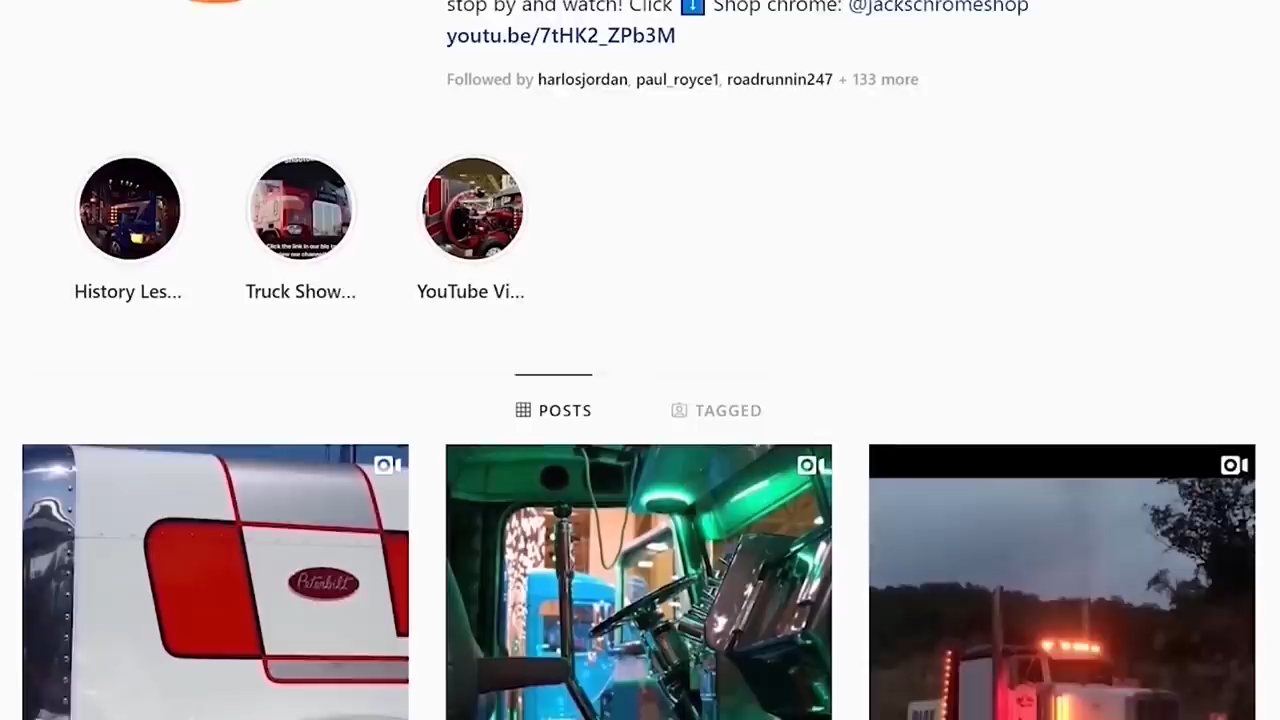 stop by and watch! Click ⬇️ Shop chrome: @jackschromeshop
youtu.be/7tHK2_ZPb3M
Followed by harlosjordan, paul_royce1, roadrunnin247 + 133 more
History Les...
Truck Show...
YouTube Vi...
POSTS
TAGGED
Peterbilt